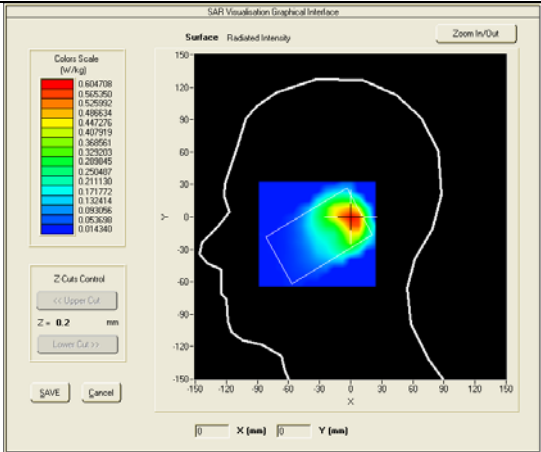 SAR Visualisation Graphical Interface
Surface Radiated Intensity
Zoom In/Out
Colors Scale
(W/kg)
0.604708
0.565350
0.525992
0.486634
0.447276
0.407919
0.368561
0.329203
0.289845
0.250487
0.211130
0.171772
0.132414
0.093056
0.053698
0.014340
Z-Cuts Control
<< Upper Cut
Z = 0.2 mm
Lower Cut >>
SAVE Cancel
150
120
90
60
30
0
-30
-60
-90
-120
-150
Y
-150 -120 -90 -60 -30 0 30 60 90 120 150
X
0 X (mm) 0 Y (mm)